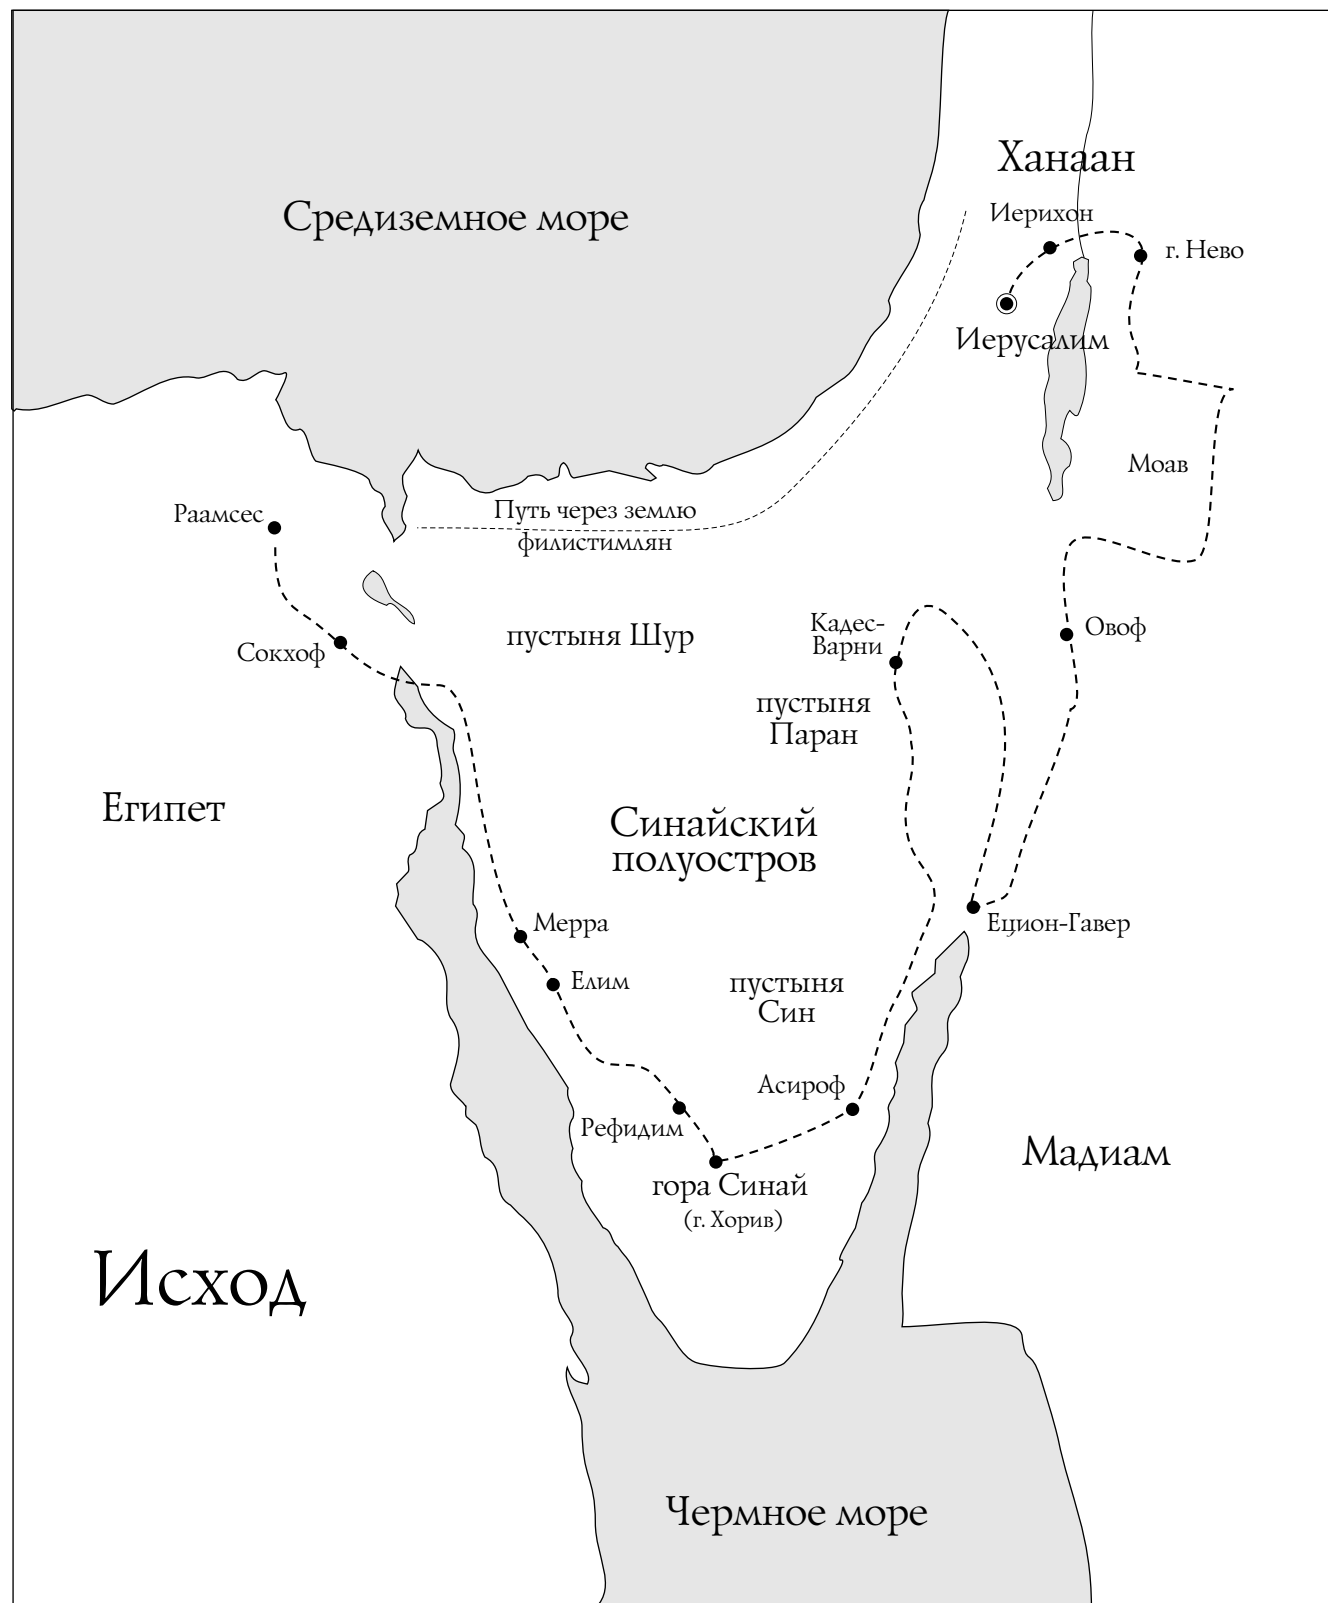 Ханаан
Средиземное море
Иерихон
г. Нево
Иерусалим
Моав
Раамсес
Путь через землю
филистимлян
Сокхоф
пустыня Шур
Кадес-
Варни
Овоф
пустыня
Паран
Египет
Синайский
полуостров
Мерра
Ецион-Гавер
Елим
пустыня
Син
Асироф
Рефидим
Мадиам
гора Синай
(г. Хорив)
Исход
Чермное море